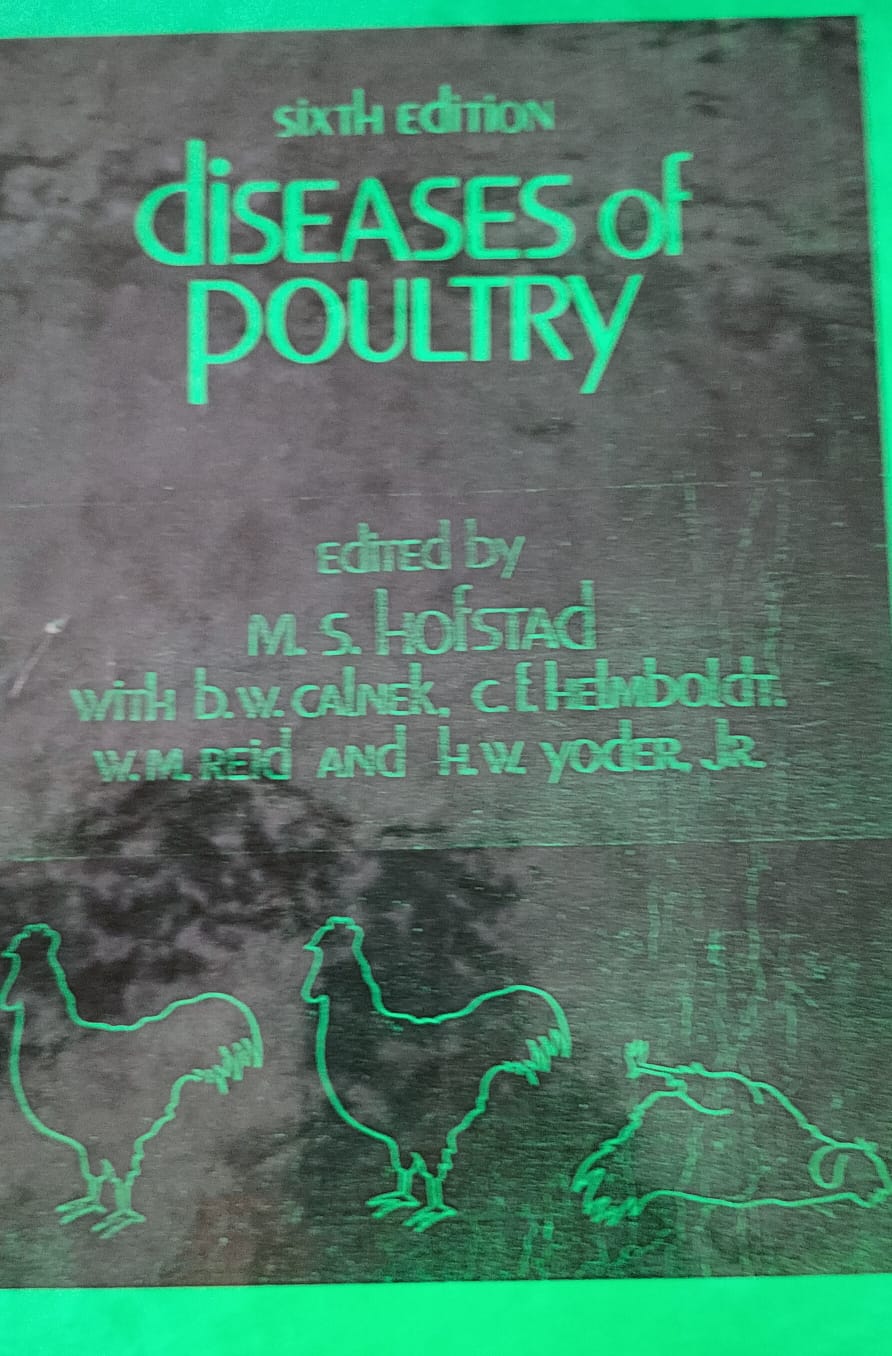 SIXTH EDITION
dISEASES of
POULTRY
EdITEd by
M. S. HofSTAd
WITH b. W. CALNEK, C. f. HELMboLdT,
W. M. REId ANd H. W. YodER, JR.